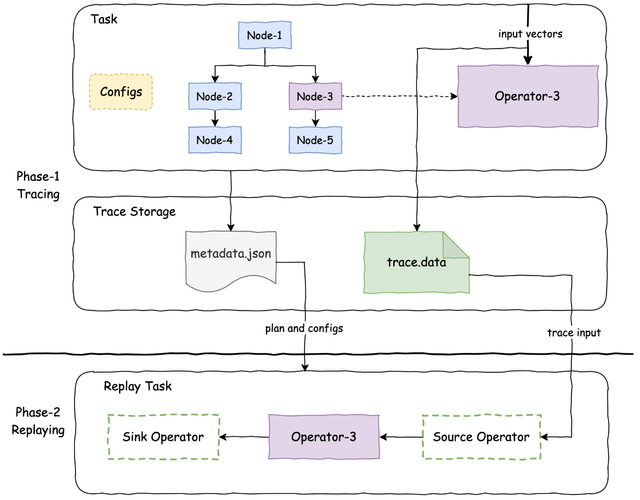 Task
input vectors
Node-1
Configs
Node-2
Node-3
Operator-3
Node-4
Node-5
Phase-1
Tracing
Trace Storage
metadata.json
trace.data
plan and configs
trace input
Replay Task
Phase-2
Replaying
Sink Operator
Operator-3
Source Operator